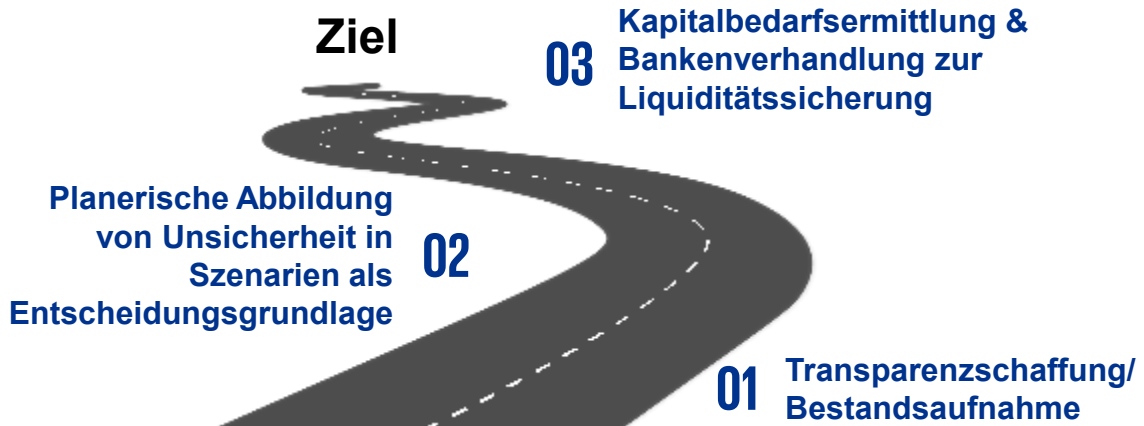 Ziel
03
Kapitalbedarfsermittlung &
Bankenverhandlung zur
Liquiditätssicherung
Planerische Abbildung
von Unsicherheit in
Szenarien als
Entscheidungsgrundlage
02
01
Transparenzschaffung/
Bestandsaufnahme